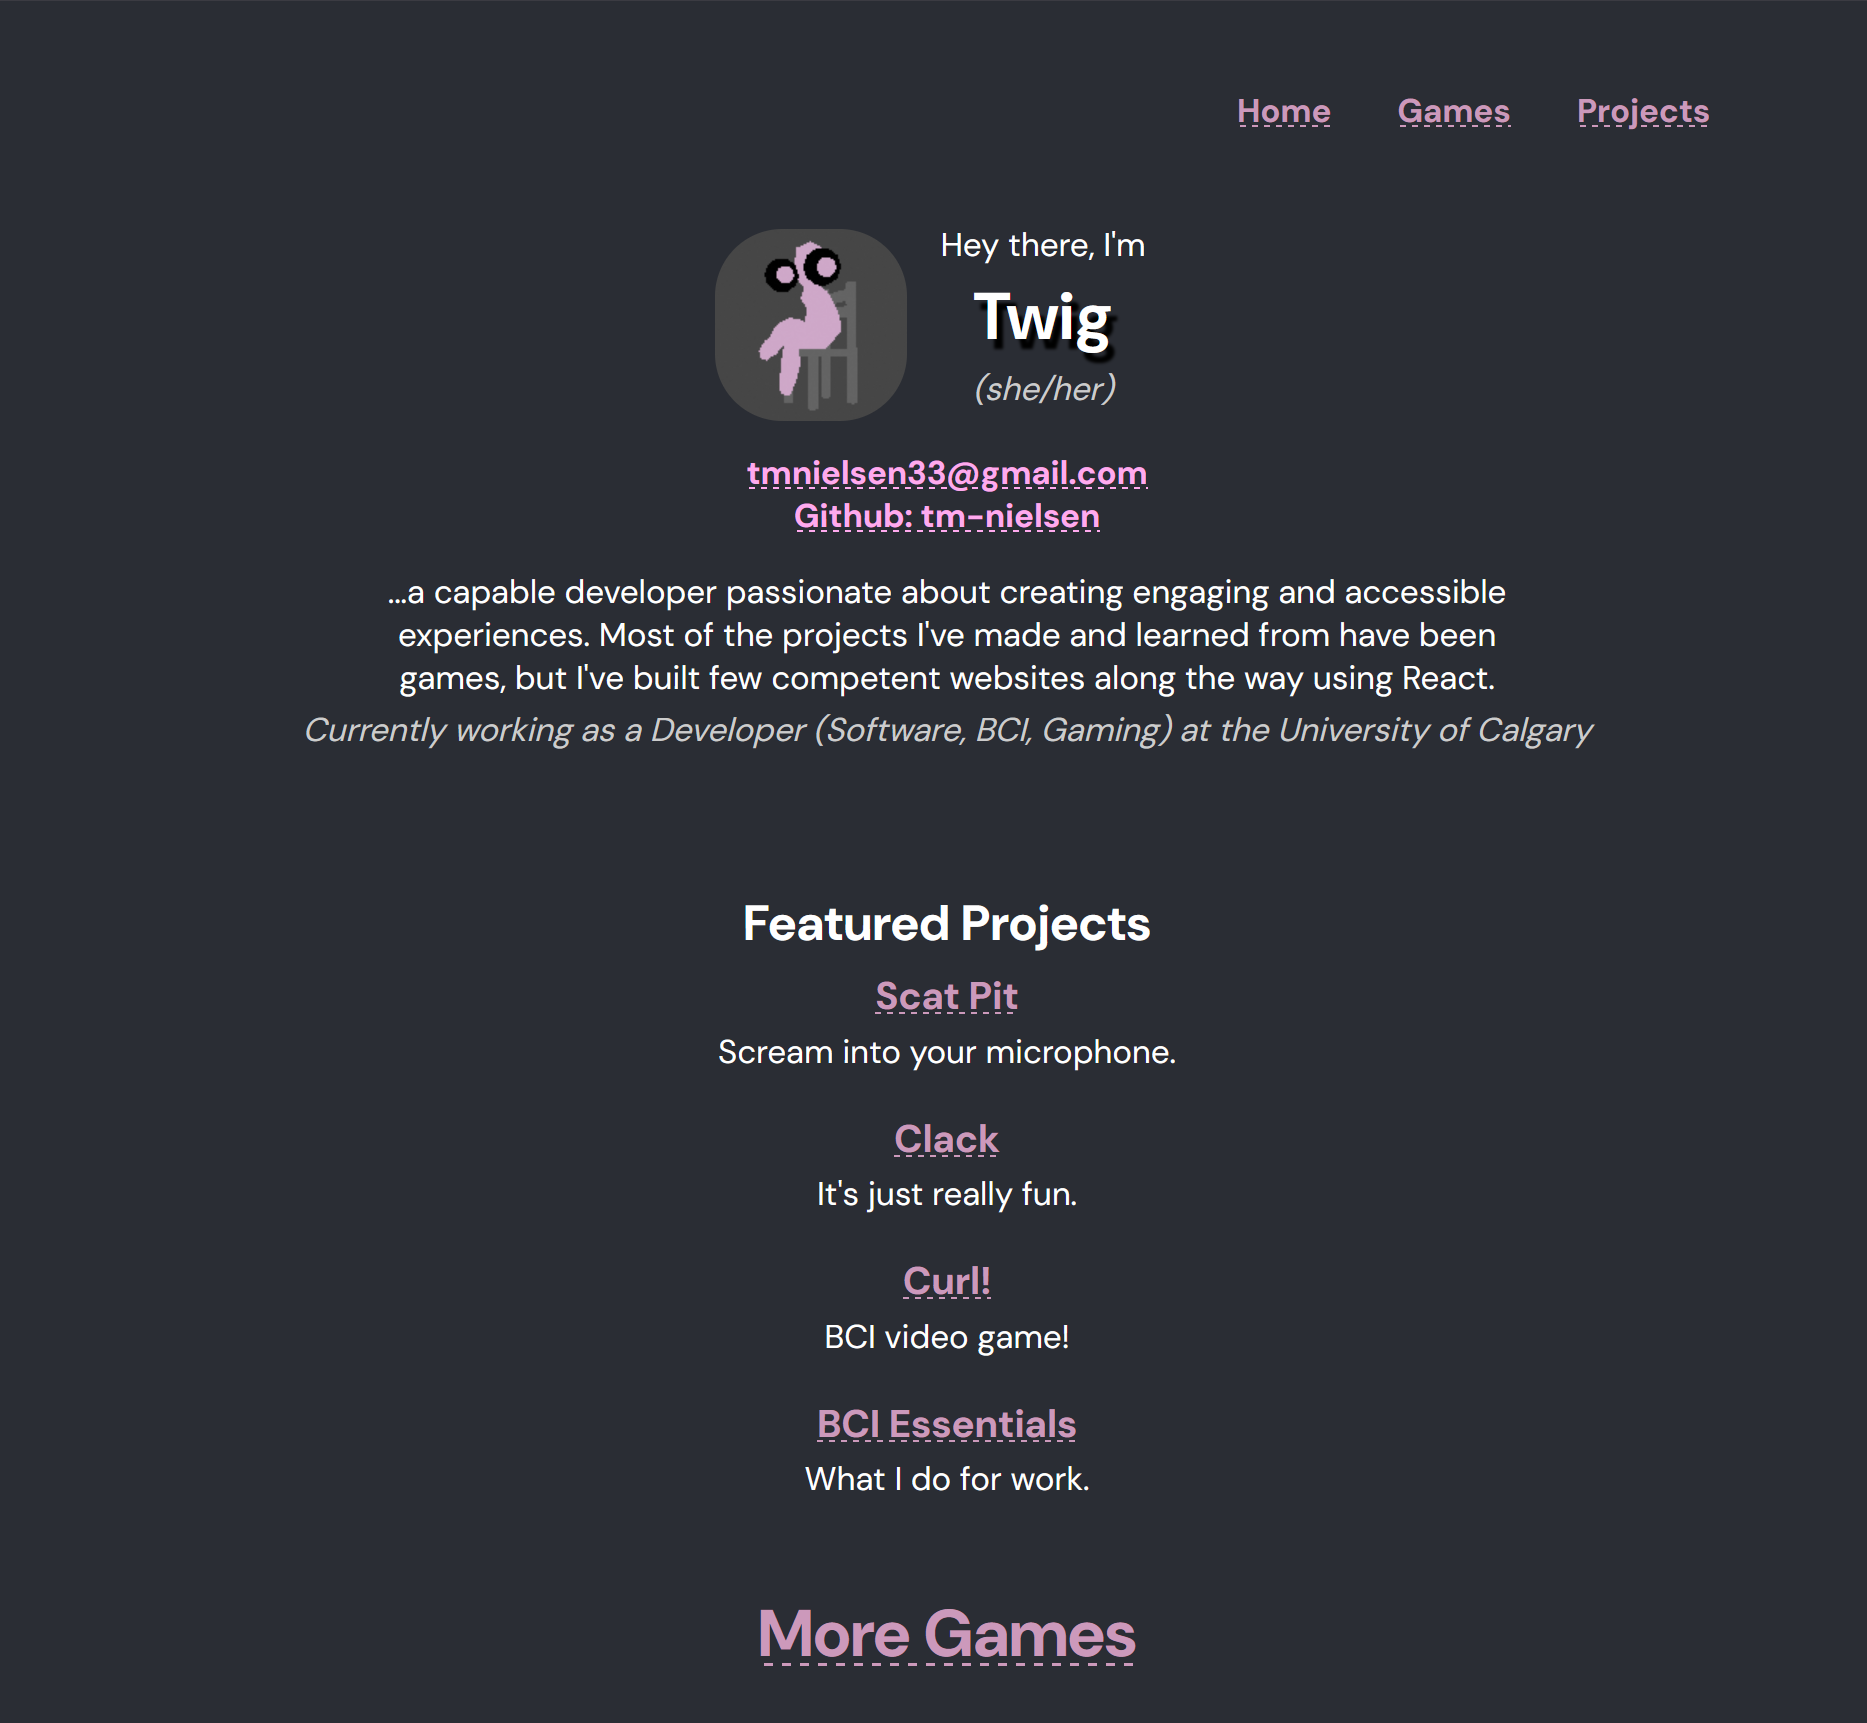 Home Games Projects
Hey there, I'm
Twig
(she/her)
tmnielsen33@gmail.com
Github: tm-nielsen
...a capable developer passionate about creating engaging and accessible
experiences. Most of the projects I've made and learned from have been
games, but I've built few competent websites along the way using React.
Currently working as a Developer (Software, BCI, Gaming) at the University of Calgary
Featured Projects
Scat Pit
Scream into your microphone.
Clack
It's just really fun.
Curl!
BCI video game!
BCI Essentials
What I do for work.
More Games